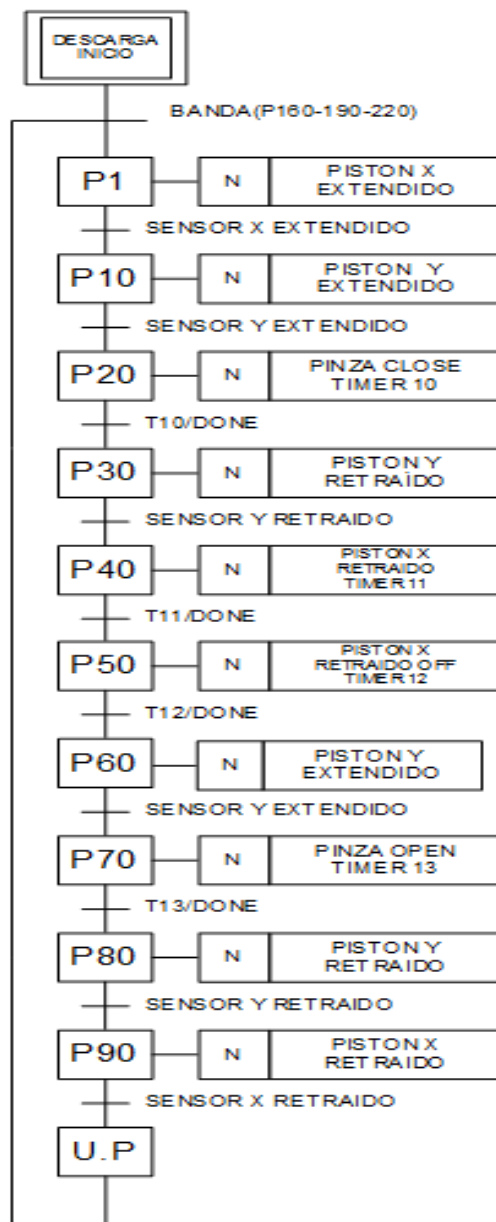 DESCARGA
INICIO
BANDA(P160-190-220)
P1
N
PISTON X
EXTENDIDO
SENSOR X EXTENDIDO
P10
N
PISTON Y
EXTENDIDO
SENSOR Y EXTENDIDO
P20
N
PINZA CLOSE
TIMER 10
T10/DONE
P30
N
PISTON Y
RETRAÌDO
SENSOR Y RETRAIDO
P40
N
PISTON X
RETRAIDO
TIMER 11
T11/DONE
P50
N
PISTON X
RETRAIDO OFF
TIMER 12
T12/DONE
P60
N
PISTON Y
EXTENDIDO
SENSOR Y EXTENDIDO
P70
N
PINZA OPEN
TIMER 13
T13/DONE
P80
N
PISTON Y
RETRAIDO
SENSOR Y RETRAIDO
P90
N
PISTON X
RETRAIDO
SENSOR X RETRAIDO
U.P